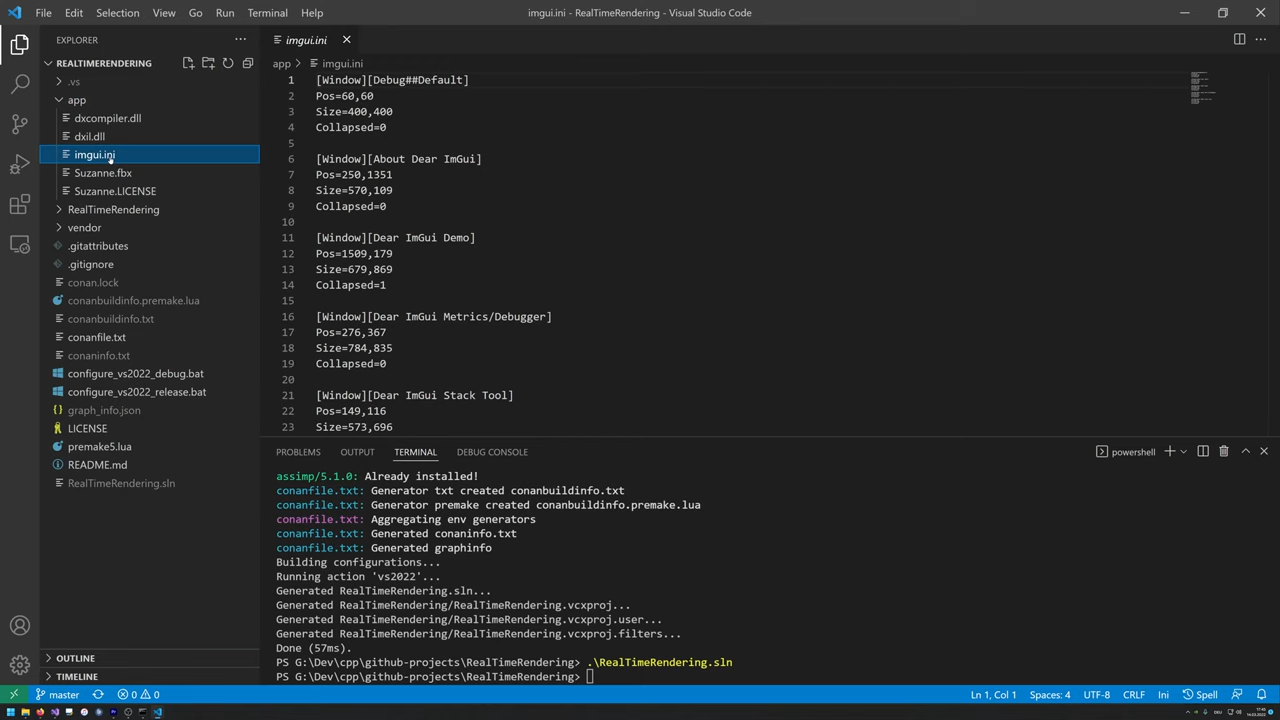 File Edit Selection View Go Run Terminal Help
imgui.ini - RealTimeRendering - Visual Studio Code
EXPLORER
REALTIMERENDERING
.vs
app
dxcompiler.dll
dxil.dll
imgui.ini
Suzanne.fbx
Suzanne.LICENSE
RealTimeRendering
vendor
.gitattributes
.gitignore
conan.lock
conanbuildinfo.premake.lua
conanbuildinfo.txt
conanfile.txt
conaninfo.txt
configure_vs2022_debug.bat
configure_vs2022_release.bat
graph_info.json
LICENSE
premake5.lua
README.md
RealTimeRendering.sln
OUTLINE
TIMELINE
imgui.ini
app > imgui.ini
1 [Window][Debug##Default]
2 Pos=60,60
3 Size=400,400
4 Collapsed=0
5
6 [Window][About Dear ImGui]
7 Pos=250,1351
8 Size=570,109
9 Collapsed=0
10
11 [Window][Dear ImGui Demo]
12 Pos=1509,179
13 Size=679,869
14 Collapsed=1
15
16 [Window][Dear ImGui Metrics/Debugger]
17 Pos=276,367
18 Size=784,835
19 Collapsed=0
20
21 [Window][Dear ImGui Stack Tool]
22 Pos=149,116
23 Size=573,696
PROBLEMS OUTPUT TERMINAL DEBUG CONSOLE
powershell
assimp/5.1.0: Already installed!
conanfile.txt: Generator txt created conanbuildinfo.txt
conanfile.txt: Generator premake created conanbuildinfo.premake.lua
conanfile.txt: Aggregating env generators
conanfile.txt: Generated conaninfo.txt
conanfile.txt: Generated graphinfo
Building configurations...
Running action 'vs2022'...
Generated RealTimeRendering.sln...
Generated RealTimeRendering/RealTimeRendering.vcxproj...
Generated RealTimeRendering/RealTimeRendering.vcxproj.user...
Generated RealTimeRendering/RealTimeRendering.vcxproj.filters...
Done (57ms).
PS G:\Dev\cpp\github-projects\RealTimeRendering> .\RealTimeRendering.sln
PS G:\Dev\cpp\github-projects\RealTimeRendering>
master 0 0
Ln 1, Col 1 Spaces: 4 UTF-8 CRLF Ini Spell